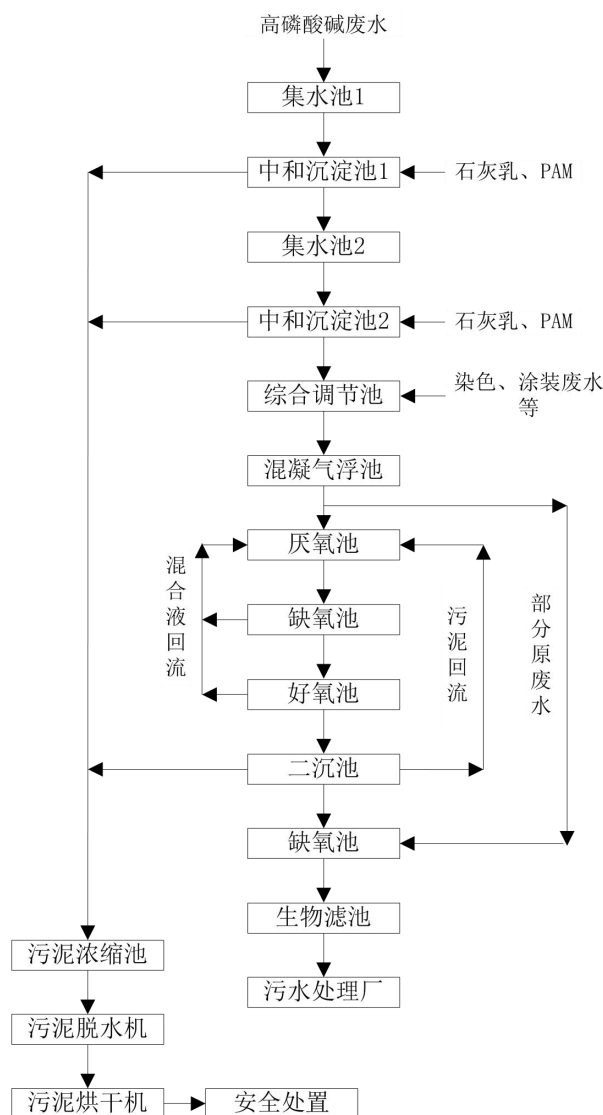 高磷酸碱废水
集水池1
中和沉淀池1
石灰乳、PAM
集水池2
中和沉淀池2
石灰乳、PAM
综合调节池
染色、涂装废水
等
混凝气浮池
厌氧池
混合液回流
缺氧池
污泥回流
部分原废水
好氧池
二沉池
缺氧池
生物滤池
污泥浓缩池
污水处理厂
污泥脱水机
污泥烘干机
安全处置